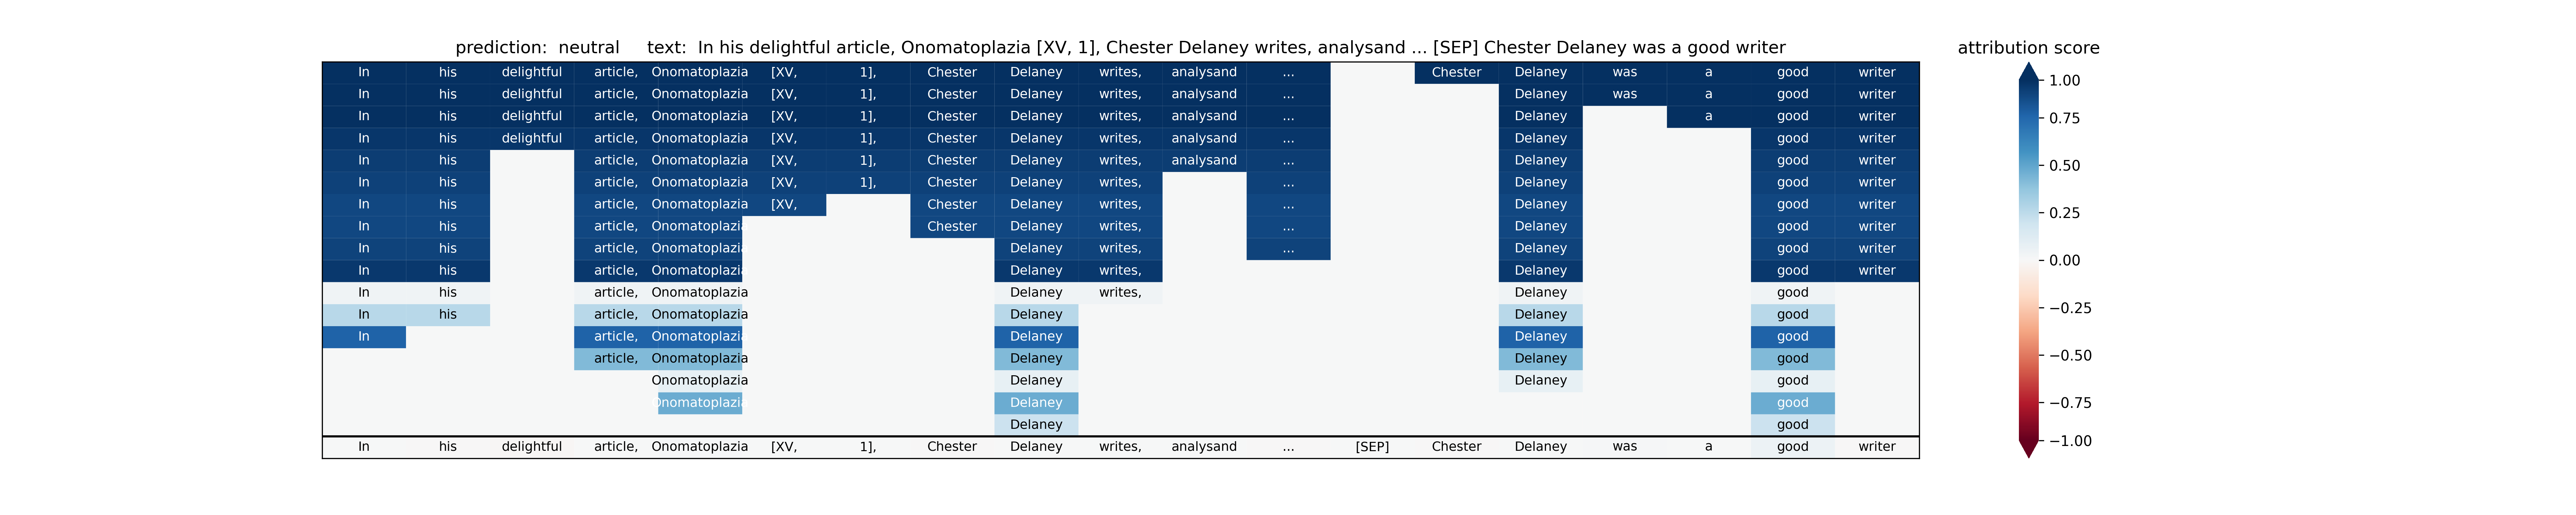 prediction:  neutral     text:  In his delightful article, Onomatoplazia [XV, 1], Chester Delaney writes, analysand ... [SEP] Chester Delaney was a good writer
attribution score
In his delightful article, Onomatoplazia [XV, 1], Chester Delaney writes, analysand ... Chester Delaney was a good writer
In his delightful article, Onomatoplazia [XV, 1], Chester Delaney writes, analysand ... Delaney was a good writer
In his delightful article, Onomatoplazia [XV, 1], Chester Delaney writes, analysand ... Delaney a good writer
In his delightful article, Onomatoplazia [XV, 1], Chester Delaney writes, analysand ... Delaney good writer
In his article, Onomatoplazia [XV, 1], Chester Delaney writes, analysand ... Delaney good writer
In his article, Onomatoplazia [XV, 1], Chester Delaney writes, ... Delaney good writer
In his article, Onomatoplazia [XV, Chester Delaney writes, ... Delaney good writer
In his article, Onomatoplazia Chester Delaney writes, ... Delaney good writer
In his article, Onomatoplazia Delaney writes, ... Delaney good writer
In his article, Onomatoplazia Delaney writes, Delaney good writer
In his article, Onomatoplazia Delaney writes, Delaney good
In his article, Onomatoplazia Delaney Delaney good
In article, Onomatoplazia Delaney Delaney good
article, Onomatoplazia Delaney Delaney good
Onomatoplazia Delaney Delaney good
Onomatoplazia Delaney good
Delaney good
In his delightful article, Onomatoplazia [XV, 1], Chester Delaney writes, analysand ... [SEP] Chester Delaney was a good writer
1.00
0.75
0.50
0.25
0.00
−0.25
−0.50
−0.75
−1.00